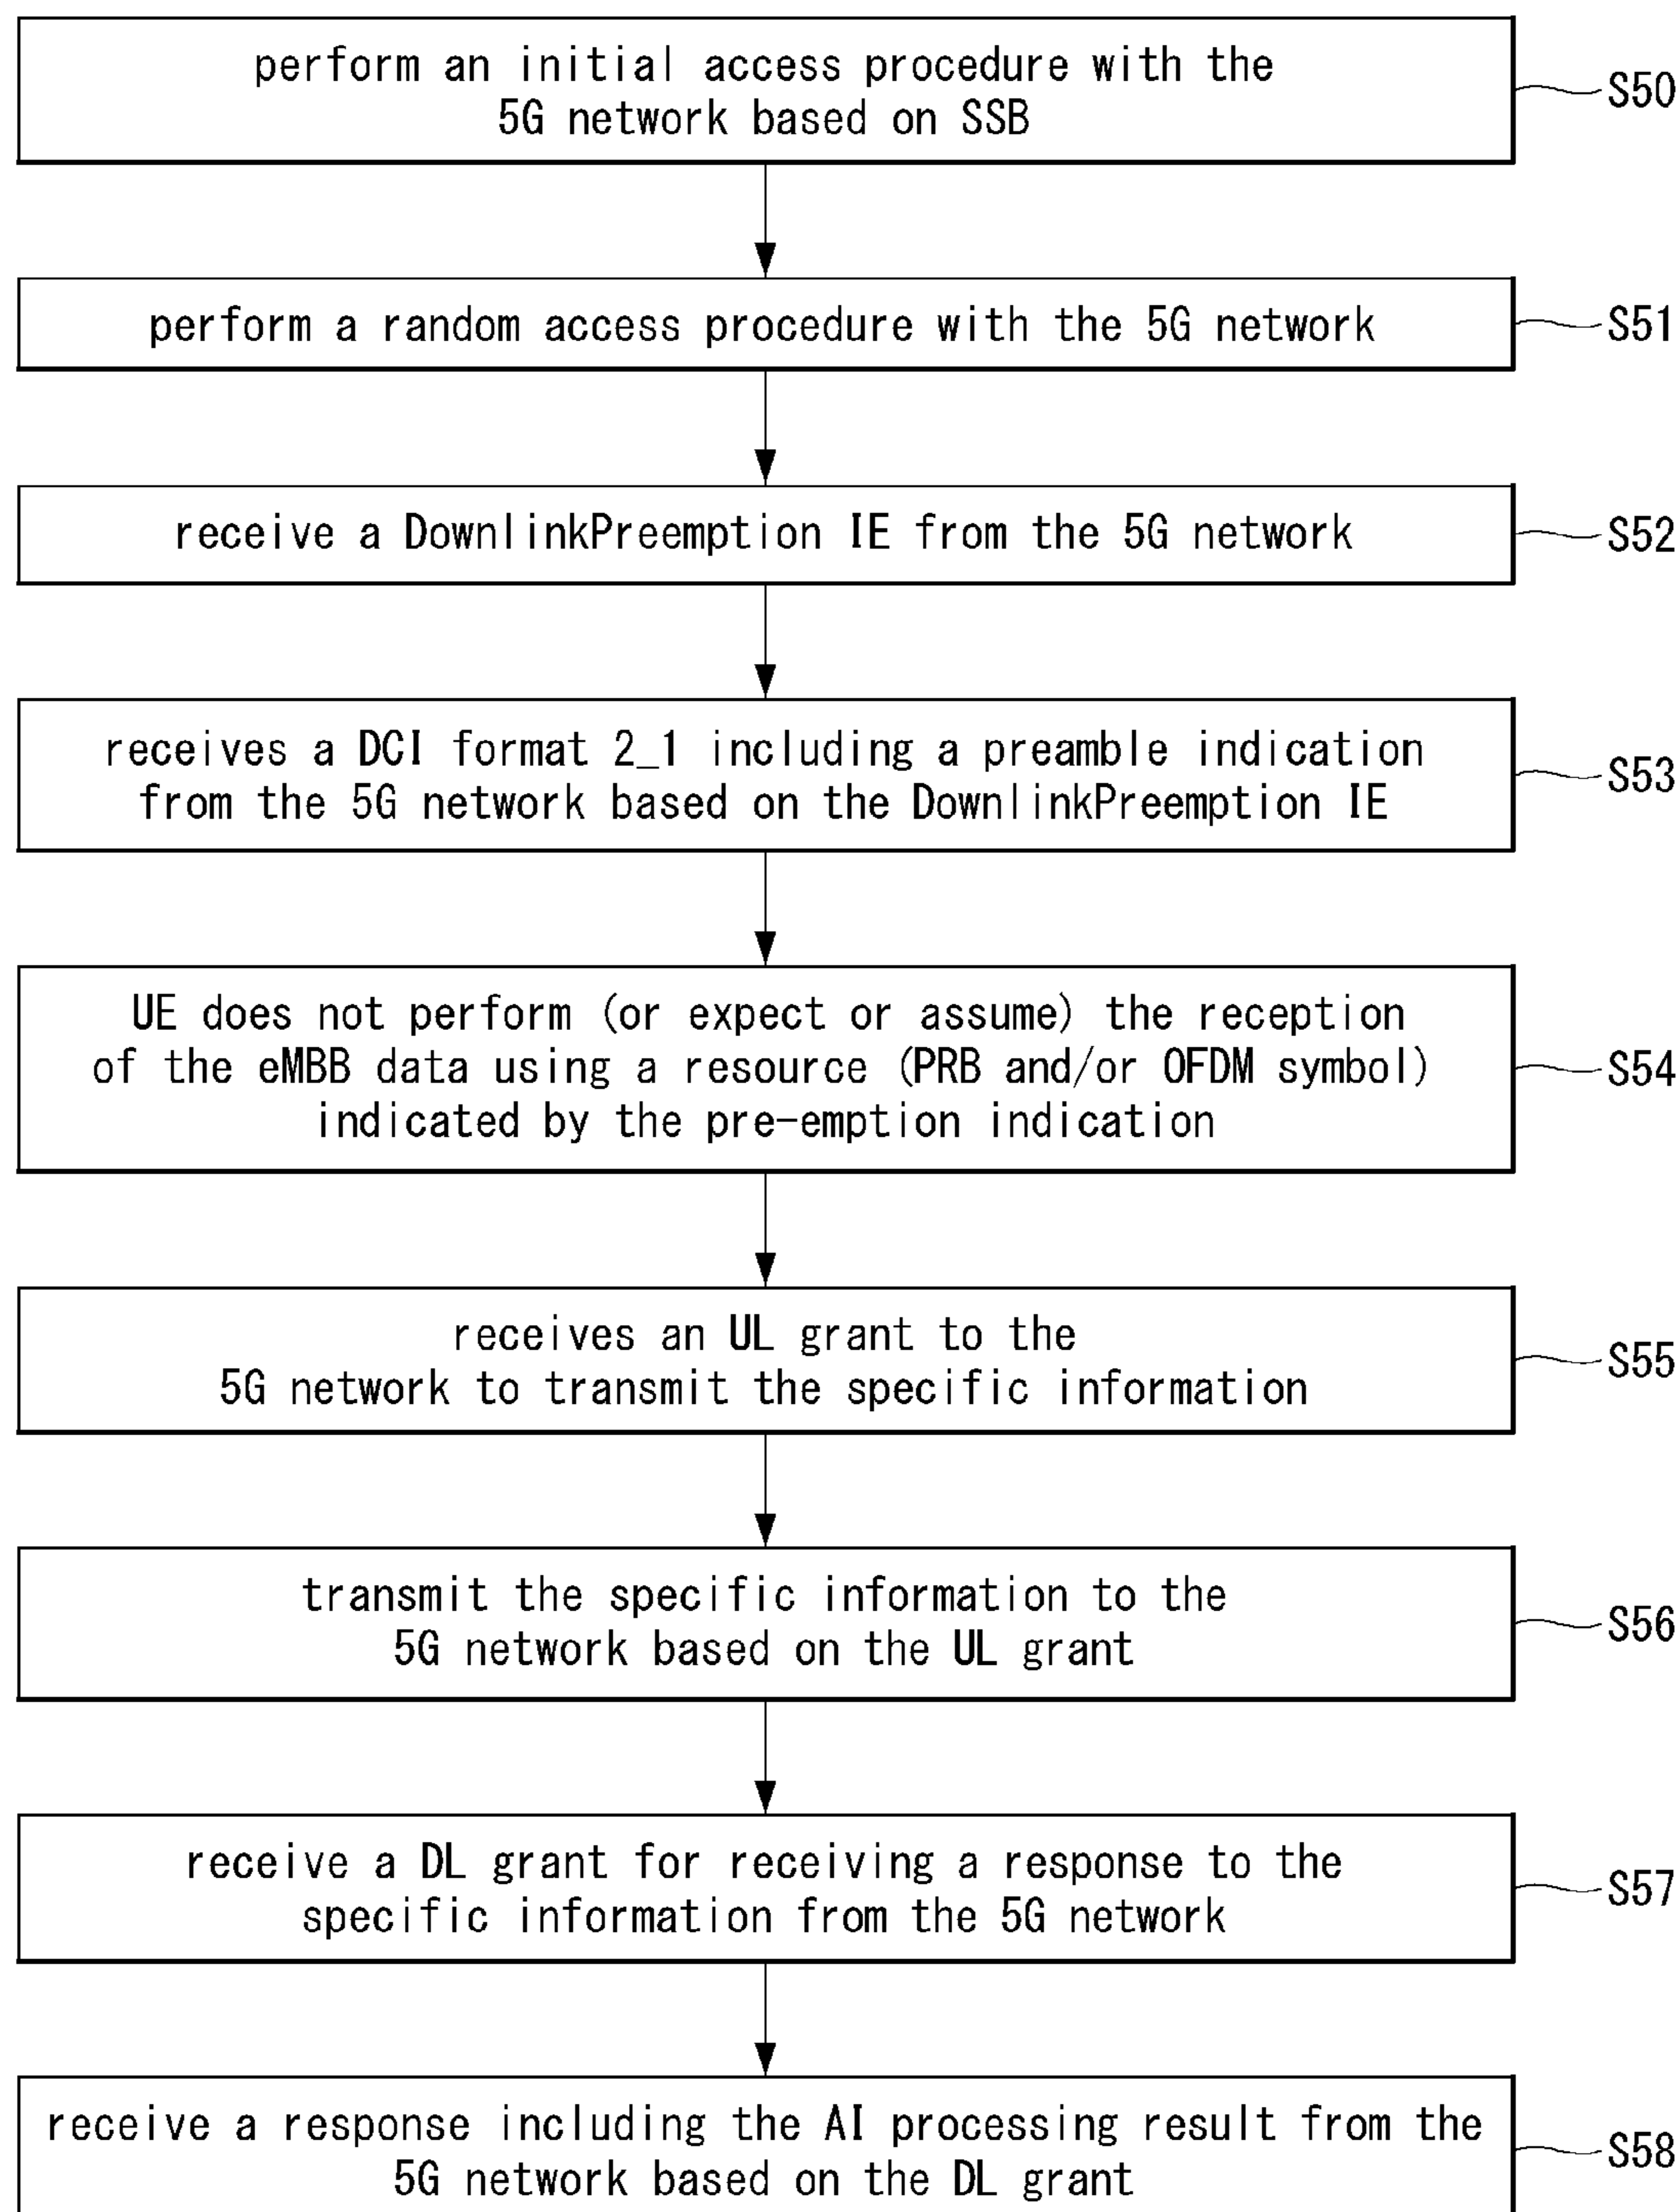 perform an initial access procedure with the
5G network based on SSB
S50
perform a random access procedure with the 5G network
S51
receive a DownlinkPreemption IE from the 5G network
S52
receives a DCI format 2_1 including a preamble indication
from the 5G network based on the DownlinkPreemption IE
S53
UE does not perform (or expect or assume) the reception
of the eMBB data using a resource (PRB and/or OFDM symbol)
indicated by the pre-emption indication
S54
receives an UL grant to the
5G network to transmit the specific information
S55
transmit the specific information to the
5G network based on the UL grant
S56
receive a DL grant for receiving a response to the
specific information from the 5G network
S57
receive a response including the AI processing result from the
5G network based on the DL grant
S58